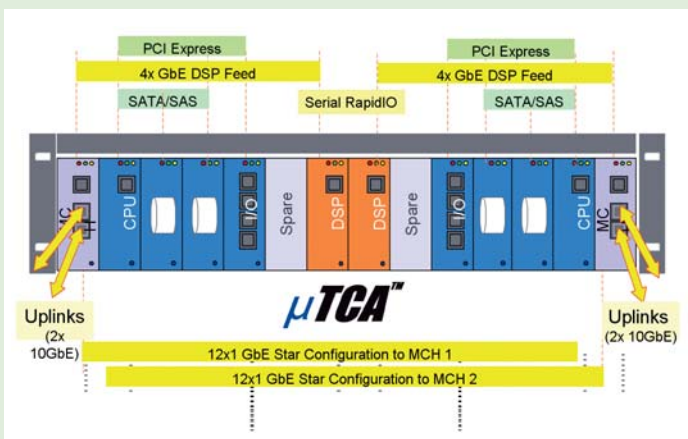 PCI Express
PCI Express
4x GbE DSP Feed
4x GbE DSP Feed
SATA/SAS
Serial RapidIO
SATA/SAS
MC
CPU
I/O
Spare
DSP
DSP
Spare
I/O
CPU
MC
Uplinks
(2x
10GbE)
µTCA™
Uplinks
(2x 10GbE)
12x1 GbE Star Configuration to MCH 1
12x1 GbE Star Configuration to MCH 2